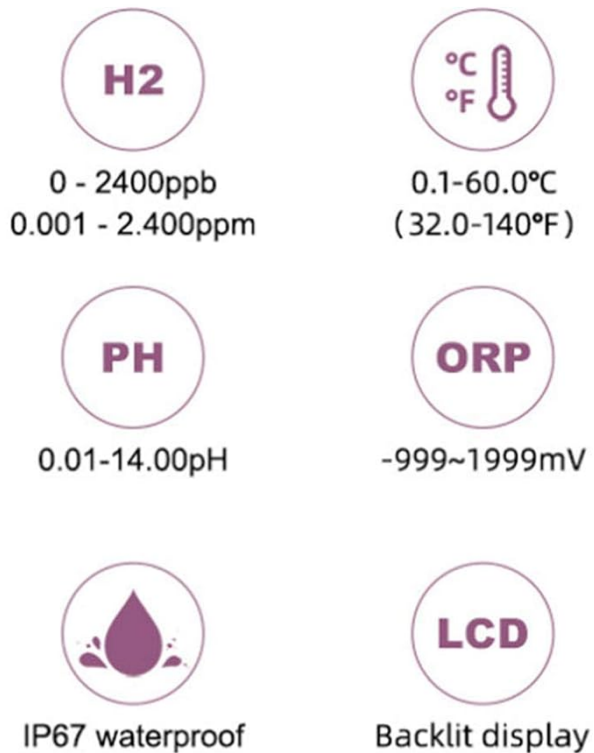 H2
0 - 2400ppb
0.001 - 2.400ppm
°C
°F
0.1-60.0°C
(32.0-140°F)
PH
0.01-14.00pH
ORP
-999~1999mV
IP67 waterproof
LCD
Backlit display